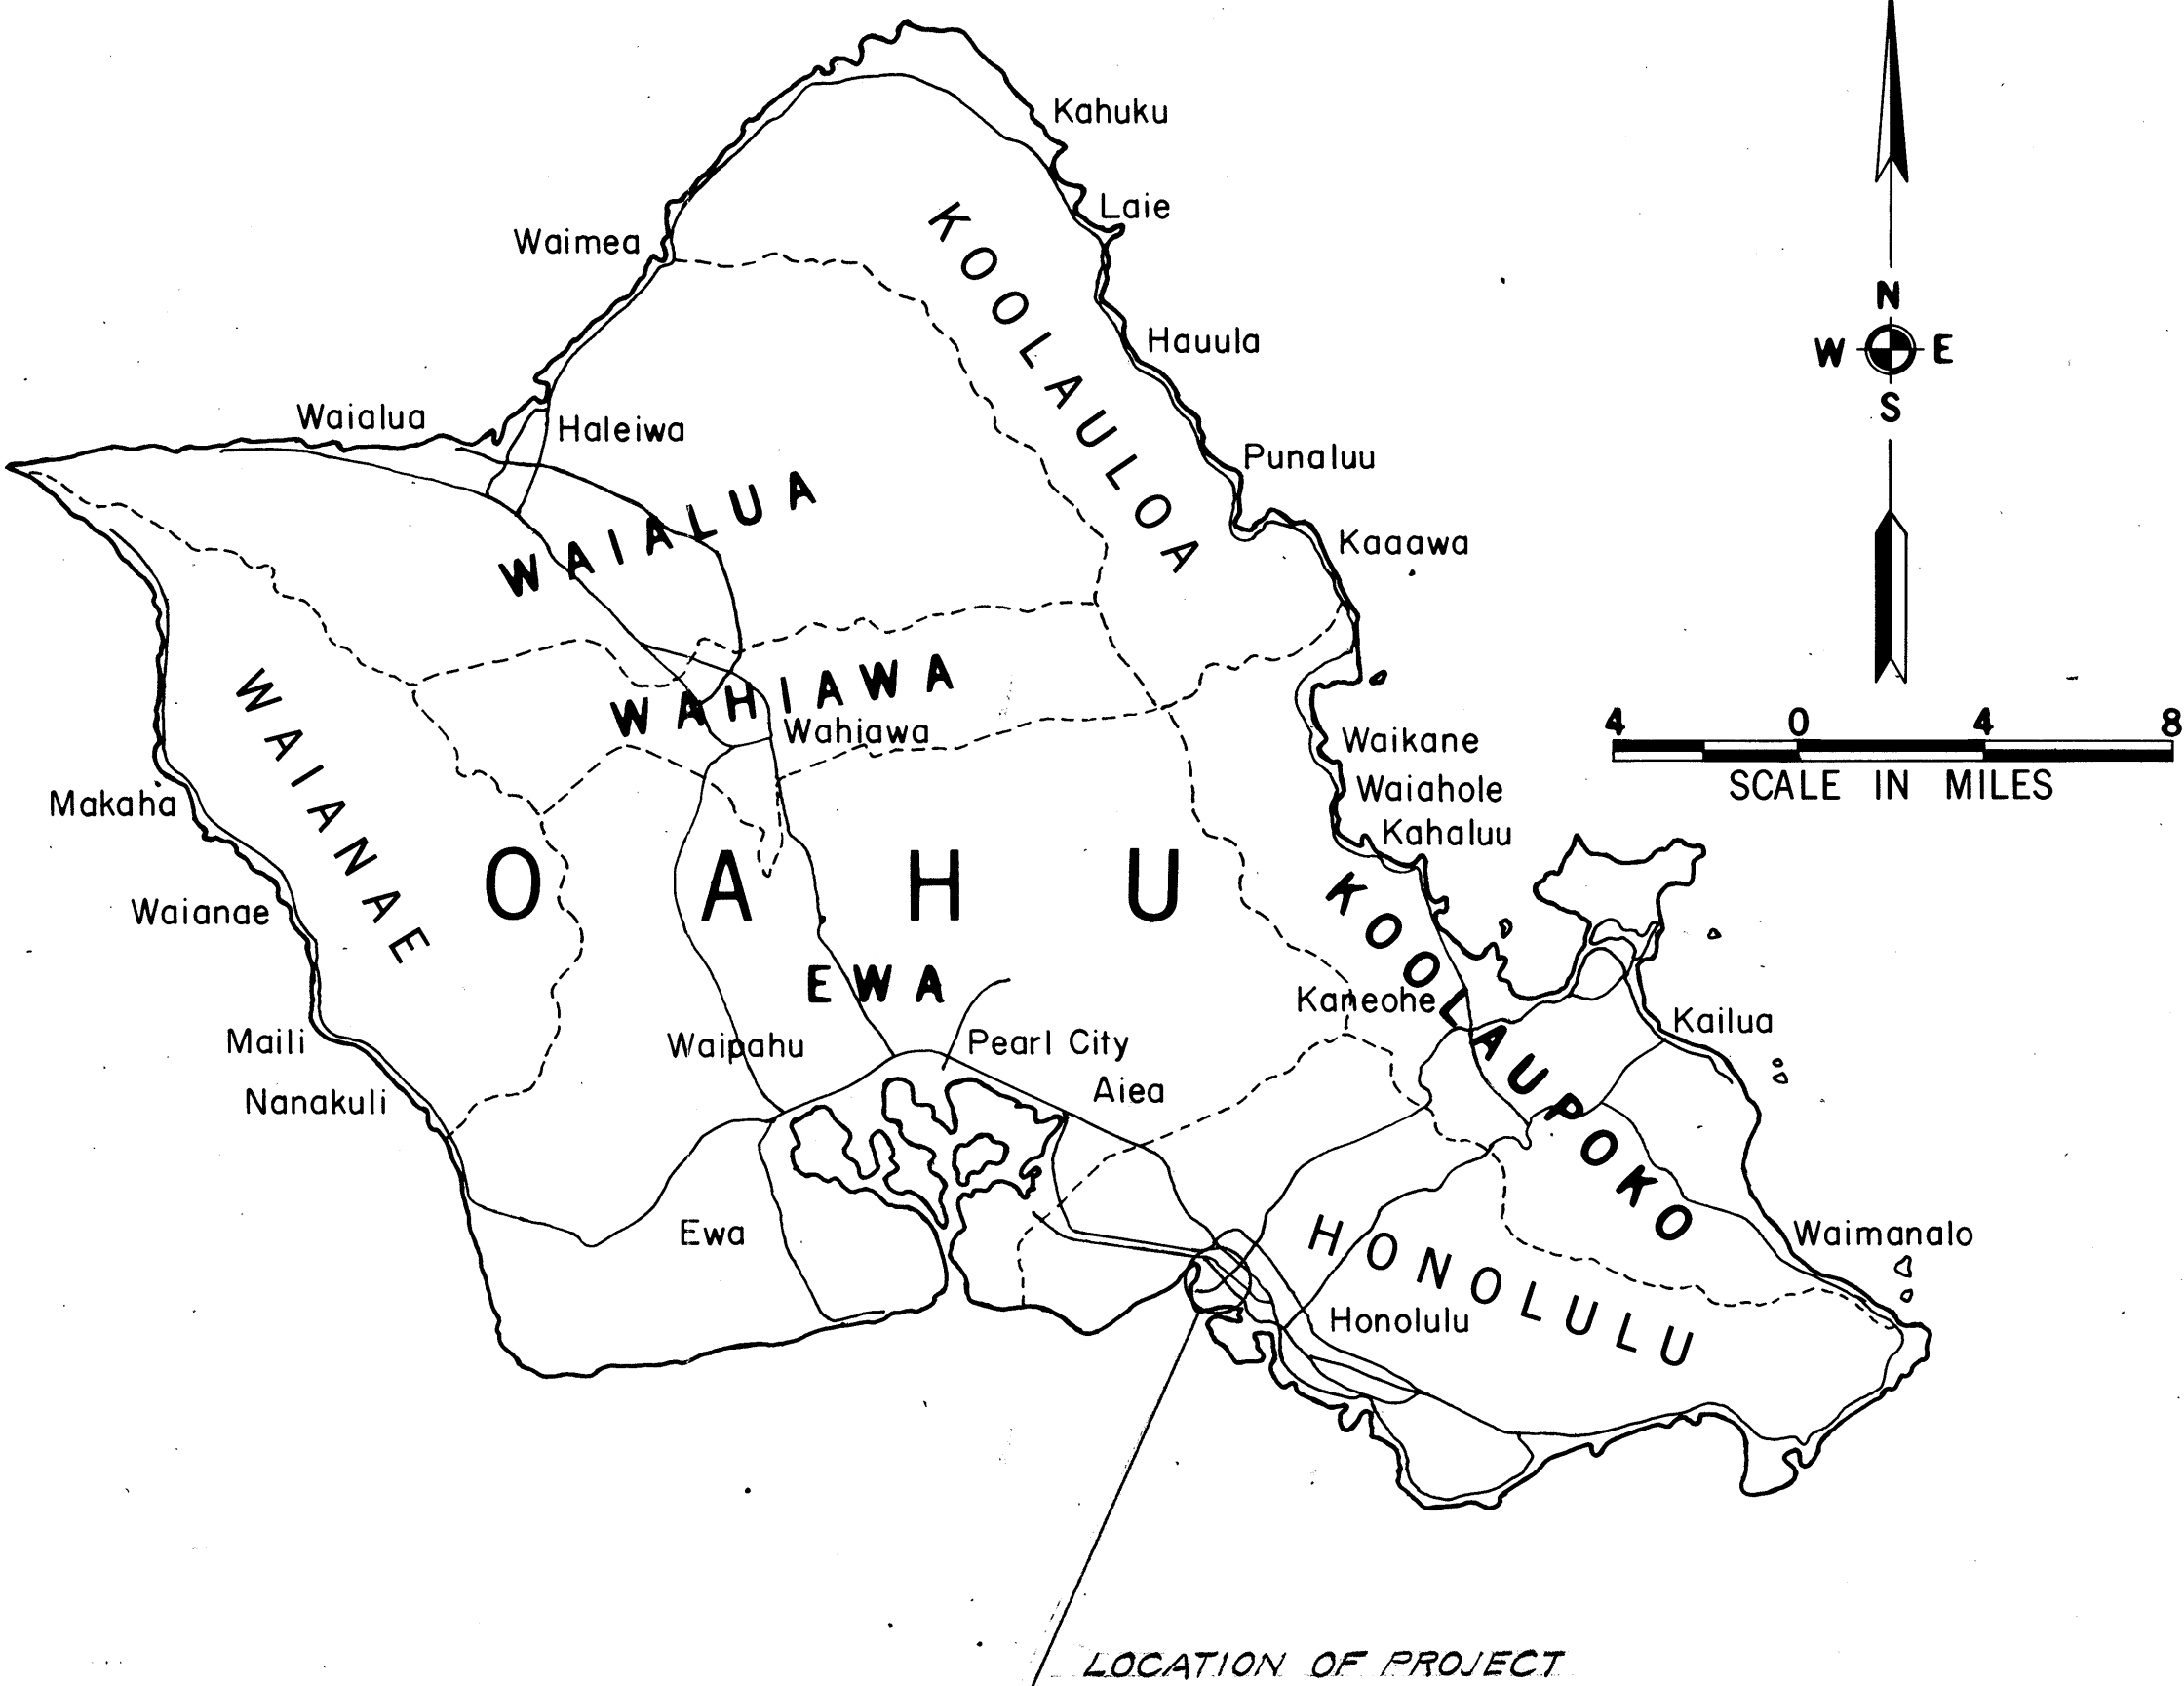 Kahuku
Laie
KOOLAULOA
Waimea
N
W E
S
Hauula
Waialua
Haleiwa
Punaluu
WAIALUA
Kaaawa
WAHIAWA
WAIANAE
Wahiawa
4 0 4 8
SCALE IN MILES
Waikane
Waiahole
Makaha
Kahaluu
OAHU
Waianae
KOOLAUPOKO
EWA
Kaneohe
Kailua
Maili
Waipahu
Pearl City
Nanakuli
Aiea
Ewa
Waimanalo
HONOLULU
Honolulu
LOCATION OF PROJECT